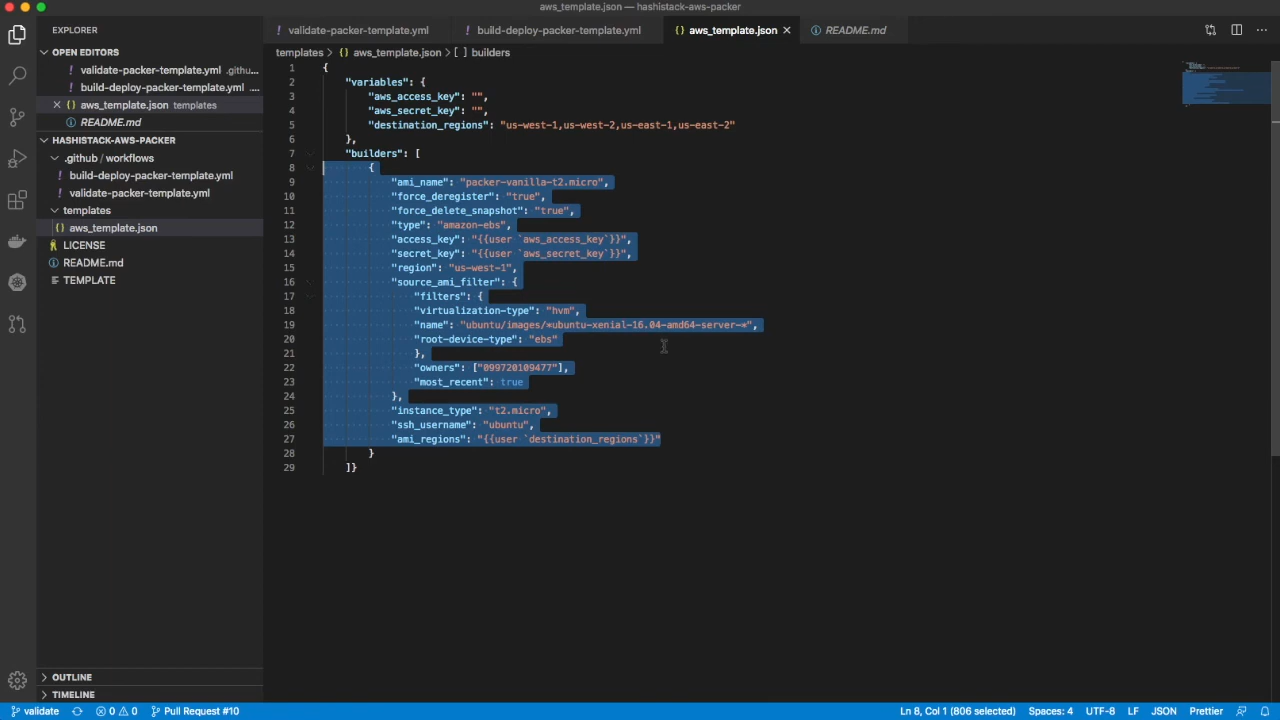 aws_template.json — hashistack-aws-packer
EXPLORER
! validate-packer-template.yml
! build-deploy-packer-template.yml
{} aws_template.json ×
README.md
OPEN EDITORS
! validate-packer-template.yml .githu...
! build-deploy-packer-template.yml ...
× {} aws_template.json templates
README.md
HASHISTACK-AWS-PACKER
.github / workflows
! build-deploy-packer-template.yml
! validate-packer-template.yml
templates
{} aws_template.json
LICENSE
README.md
TEMPLATE
OUTLINE
TIMELINE
templates > {} aws_template.json > [ ] builders
1 {
2 "variables": {
3 "aws_access_key": "",
4 "aws_secret_key": "",
5 "destination_regions": "us-west-1,us-west-2,us-east-1,us-east-2"
6 },
7 "builders": [
8 {
9 "ami_name": "packer-vanilla-t2.micro",
10 "force_deregister": "true",
11 "force_delete_snapshot": "true",
12 "type": "amazon-ebs",
13 "access_key": "{{user `aws_access_key`}}",
14 "secret_key": "{{user `aws_secret_key`}}",
15 "region": "us-west-1",
16 "source_ami_filter": {
17 "filters": {
18 "virtualization-type": "hvm",
19 "name": "ubuntu/images/*ubuntu-xenial-16.04-amd64-server-*",
20 "root-device-type": "ebs"
21 },
22 "owners": ["099720109477"],
23 "most_recent": true
24 },
25 "instance_type": "t2.micro",
26 "ssh_username": "ubuntu",
27 "ami_regions": "{{user `destination_regions`}}"
28 }
29 ]}
validate
0 0
Pull Request #10
Ln 8, Col 1 (806 selected)
Spaces: 4
UTF-8
LF
JSON
Prettier